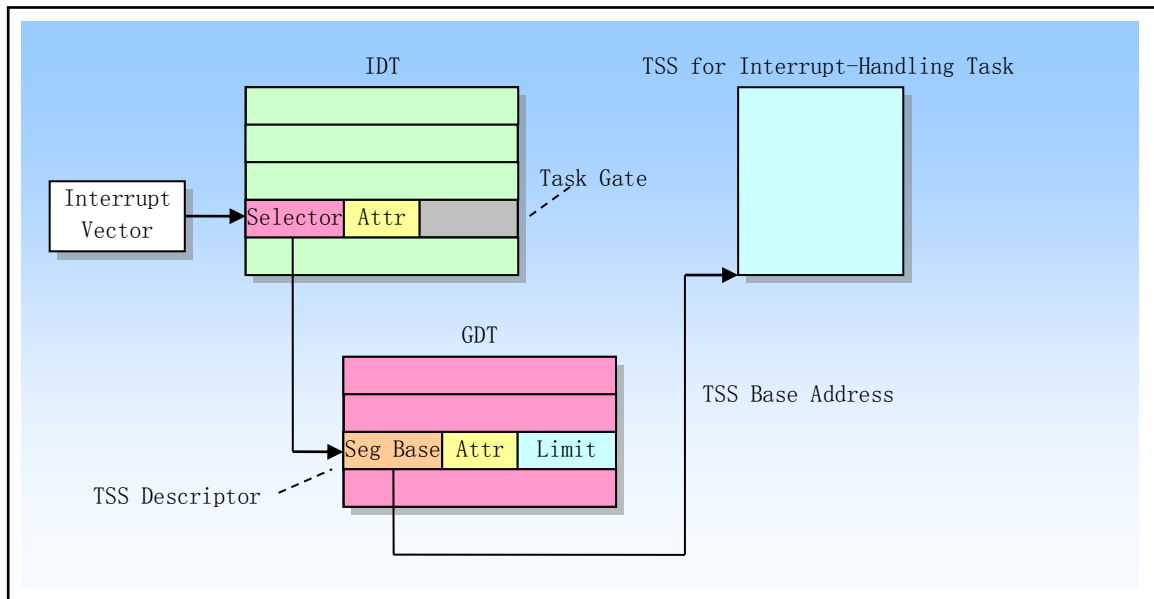 IDT
TSS for Interrupt-Handling Task
Task Gate
Interrupt
Vector
Selector Attr
GDT
TSS Base Address
Seg Base Attr Limit
TSS Descriptor